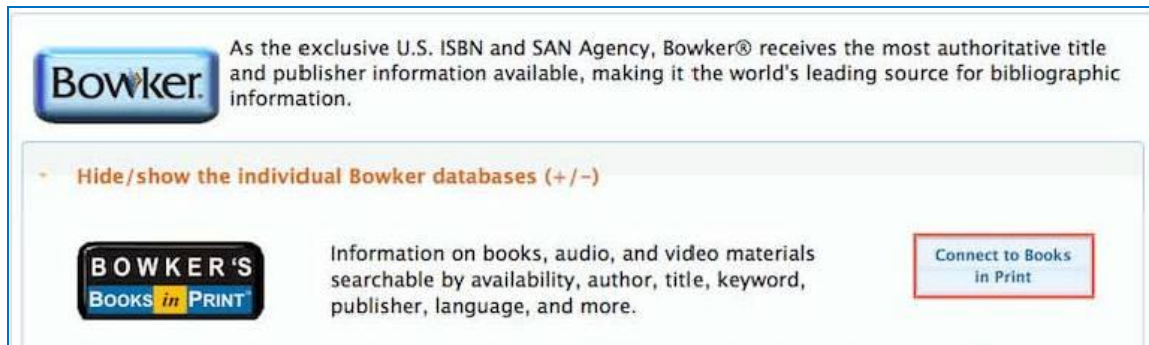 Bowker.
As the exclusive U.S. ISBN and SAN Agency, Bowker® receives the most authoritative title
and publisher information available, making it the world's leading source for bibliographic
information.
- Hide/show the individual Bowker databases (+/-)
BOWKER'S
BOOKS in PRINT™
Information on books, audio, and video materials
searchable by availability, author, title, keyword,
publisher, language, and more.
Connect to Books
in Print